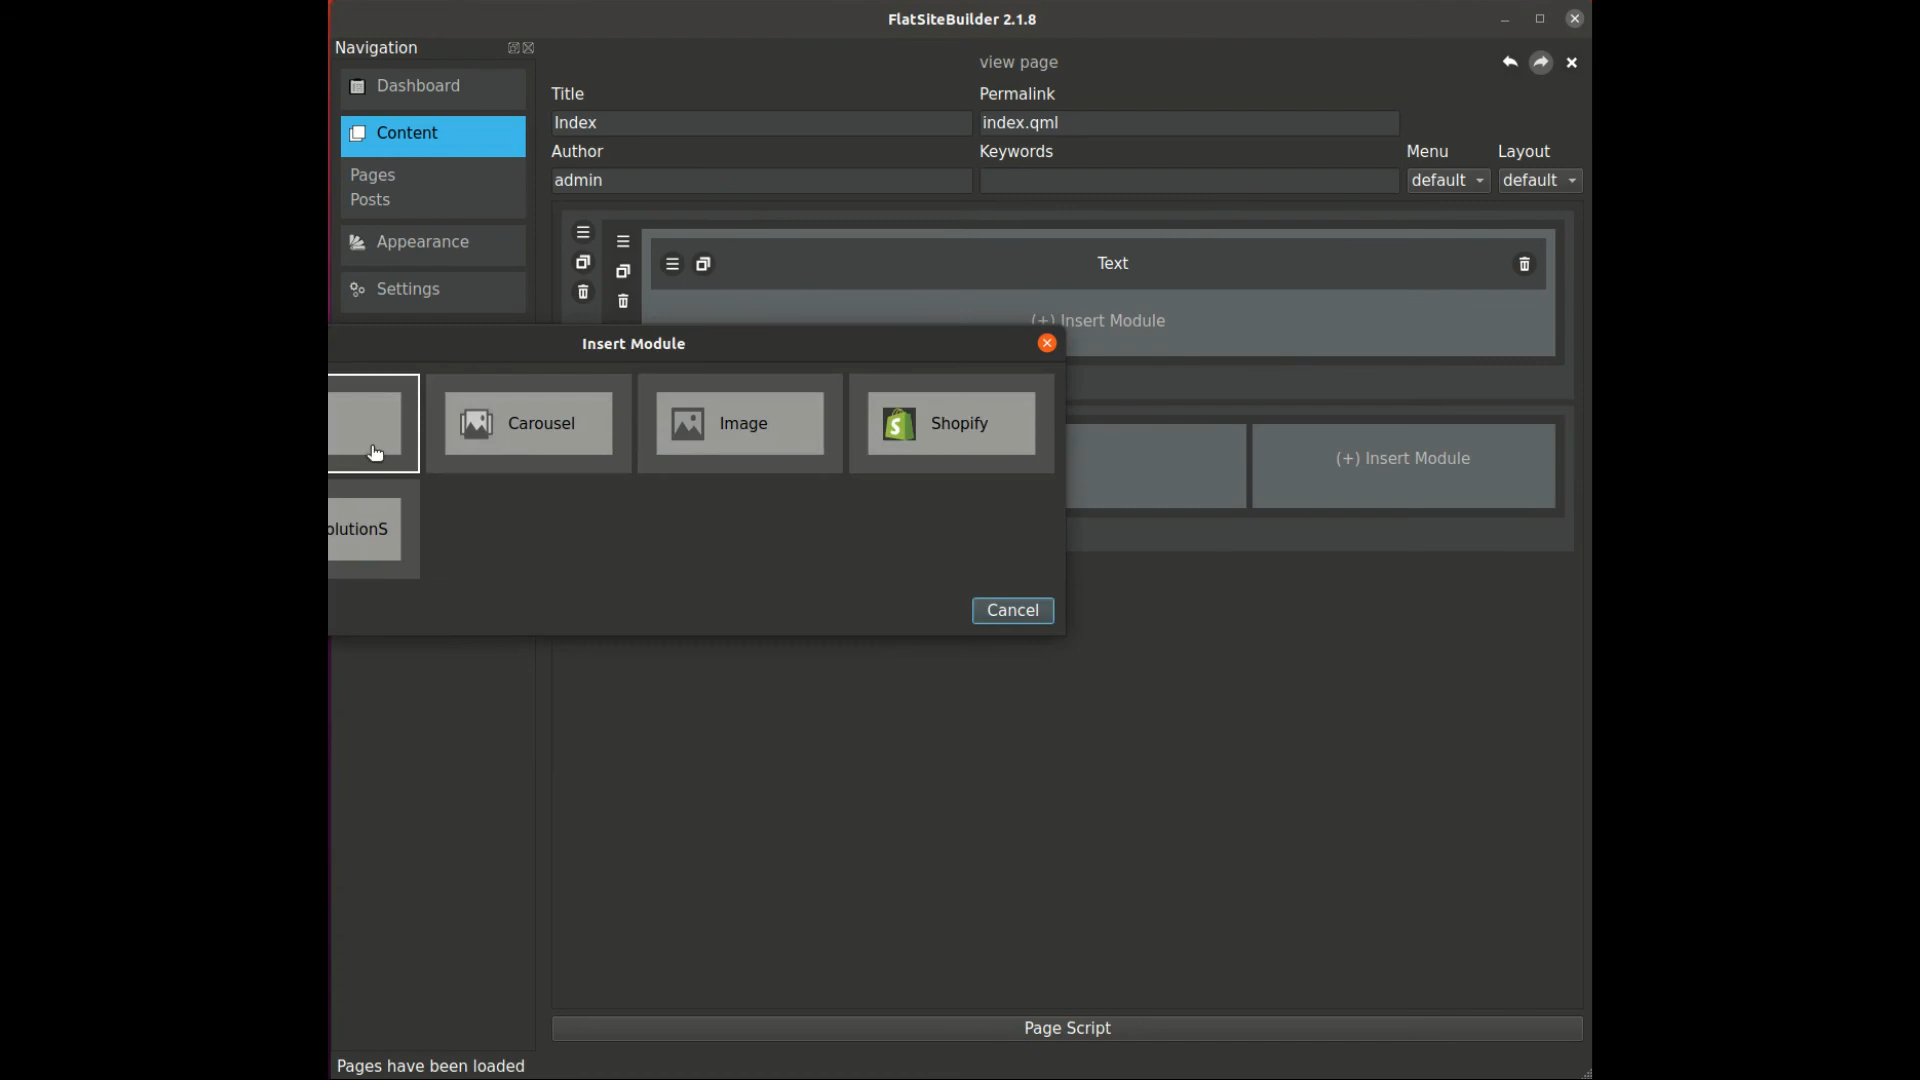 FlatSiteBuilder 2.1.8
Navigation
view page
Dashboard
Title
Permalink
Index
index.qml
Content
Author
Keywords
Menu
Layout
Pages
admin
default
default
Posts
Appearance
Text
Settings
(+) Insert Module
Insert Module
Carousel
Image
Shopify
(+) Insert Module
olutionS
Cancel
Page Script
Pages have been loaded